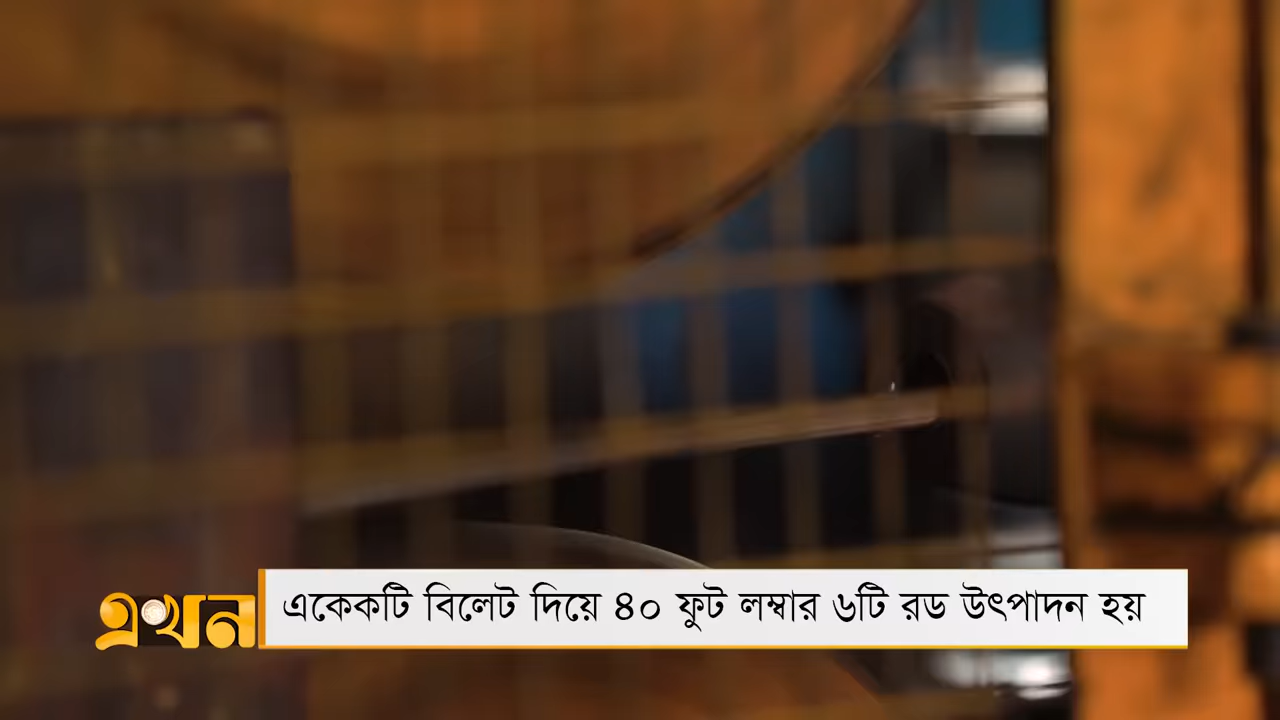 এখন
একেকটি বিলেট দিয়ে ৪০ ফুট লম্বার ৬টি রড উৎপাদন হয়